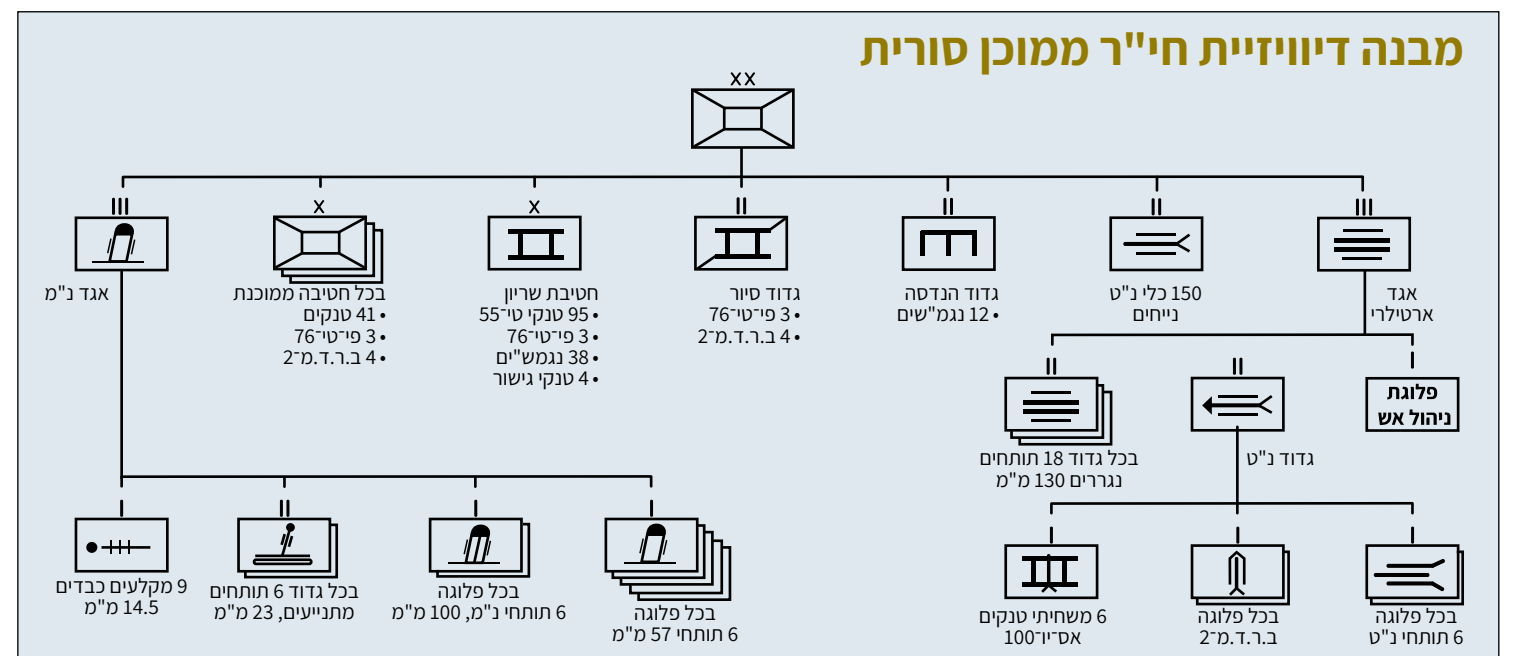 מבנה דיוויזיית חי"ר ממוכן סורית
XX
III
II
II
II
X
X
III
אגד
ארטילרי
150 כלי נ"ט
נייחים
גדוד הנדסה
• 12 נגמ"שים
גדוד סיור
• 3 פי־טי־76
• 4 ב.ר.ד.מ־2
חטיבת שריון
• 95 טנקי טי־55
• 3 פי־טי־76
• 38 נגמש"ים
• 4 טנקי גישור
בכל חטיבה ממוכנת
• 41 טנקים
• 3 פי־טי־76
• 4 ב.ר.ד.מ־2
אגד נ"מ
I
פלוגת
ניהול אש
II
גדוד נ"ט
II
בכל גדוד 18 תותחים
נגררים 130 מ"מ
I
בכל פלוגה
6 תותחי נ"ט
I
בכל פלוגה
ב.ר.ד.מ־2
I
6 משחיתי טנקים
אס־יו־100
I
בכל פלוגה
6 תותחי 57 מ"מ
I
בכל פלוגה
6 תותחי נ"מ, 100 מ"מ
II
בכל גדוד 6 תותחים
מתנייעים, 23 מ"מ
I
9 מקלעים כבדים
14.5 מ"מ